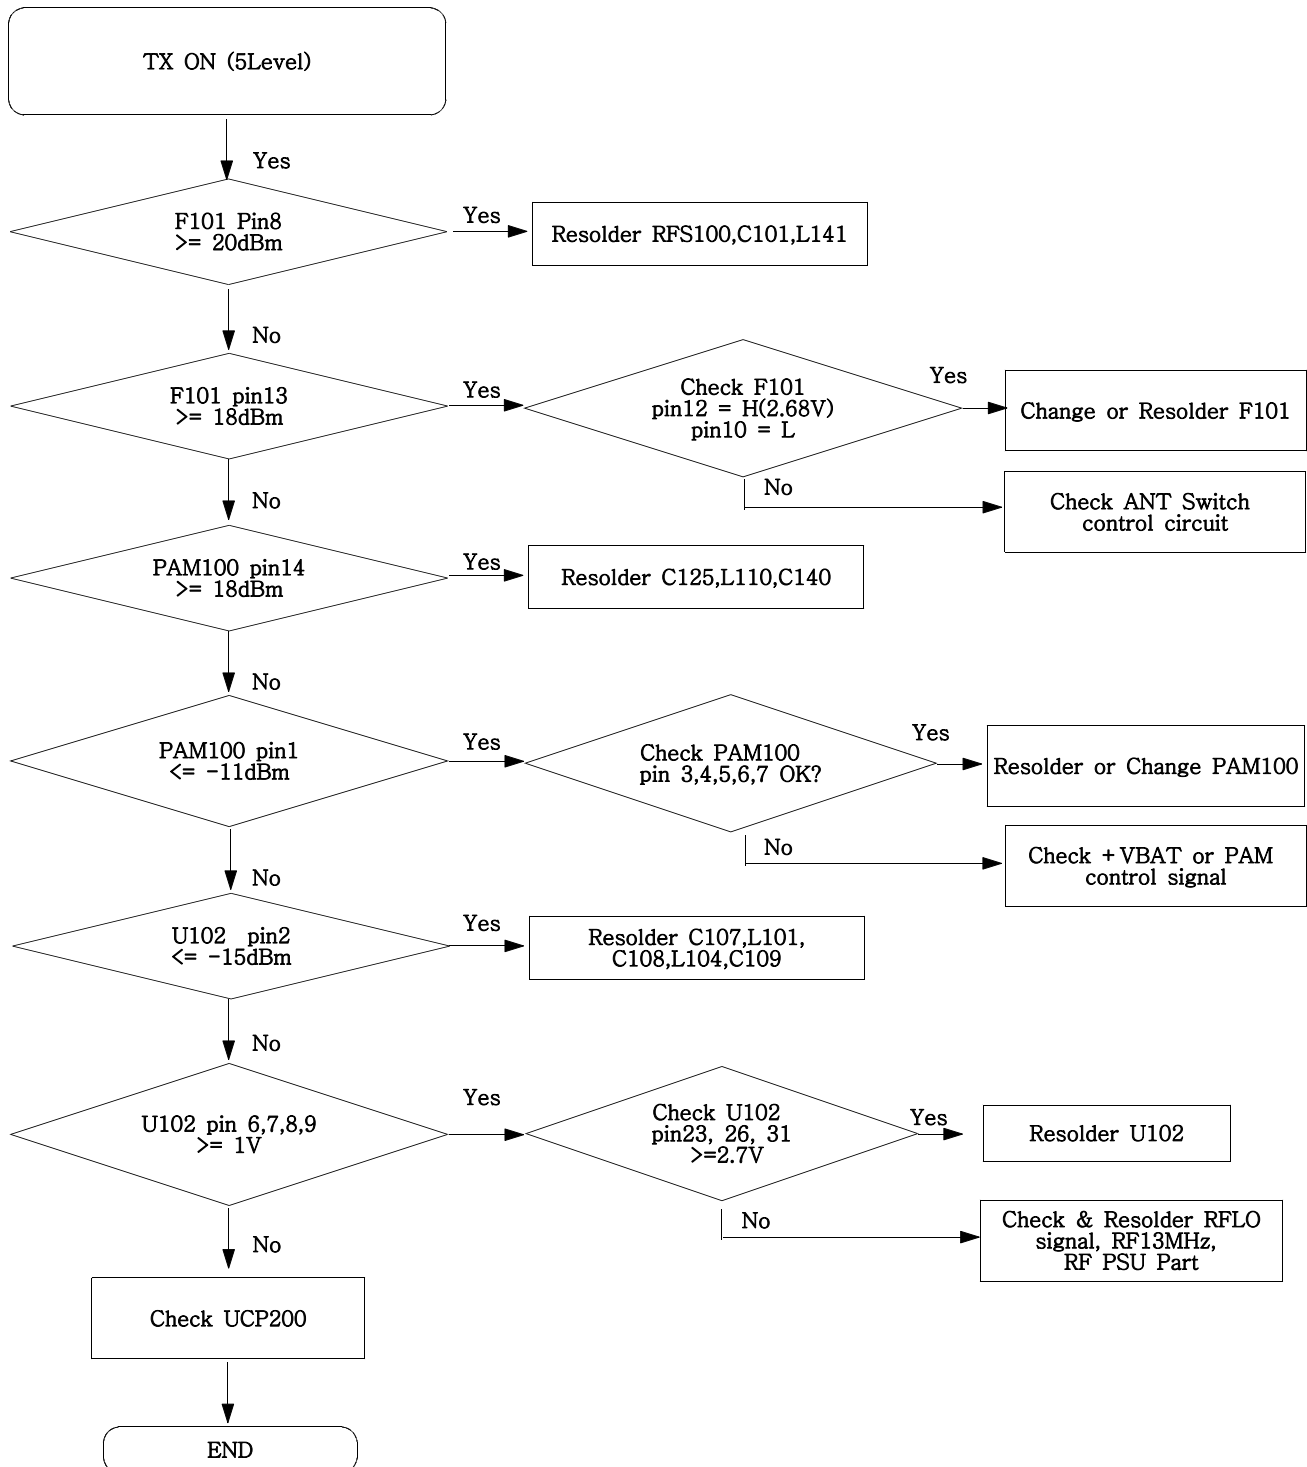 TX ON (5Level)
Yes
F101 Pin8
>= 20dBm
Yes
Resolder RFS100,C101,L141
No
F101 pin13
>= 18dBm
Yes
Check F101
pin12 = H(2.68V)
pin10 = L
Yes
Change or Resolder F101
No
Check ANT Switch
control circuit
No
PAM100 pin14
>= 18dBm
Yes
Resolder C125,L110,C140
No
PAM100 pin1
<= -11dBm
Yes
Check PAM100
pin 3,4,5,6,7 OK?
Yes
Resolder or Change PAM100
No
Check +VBAT or PAM
control signal
No
U102 pin2
<= -15dBm
Yes
Resolder C107,L101,
C108,L104,C109
No
U102 pin 6,7,8,9
>= 1V
Yes
Check U102
pin23, 26, 31
>=2.7V
Yes
Resolder U102
No
Check & Resolder RFLO
signal, RF13MHz,
RF PSU Part
No
Check UCP200
END